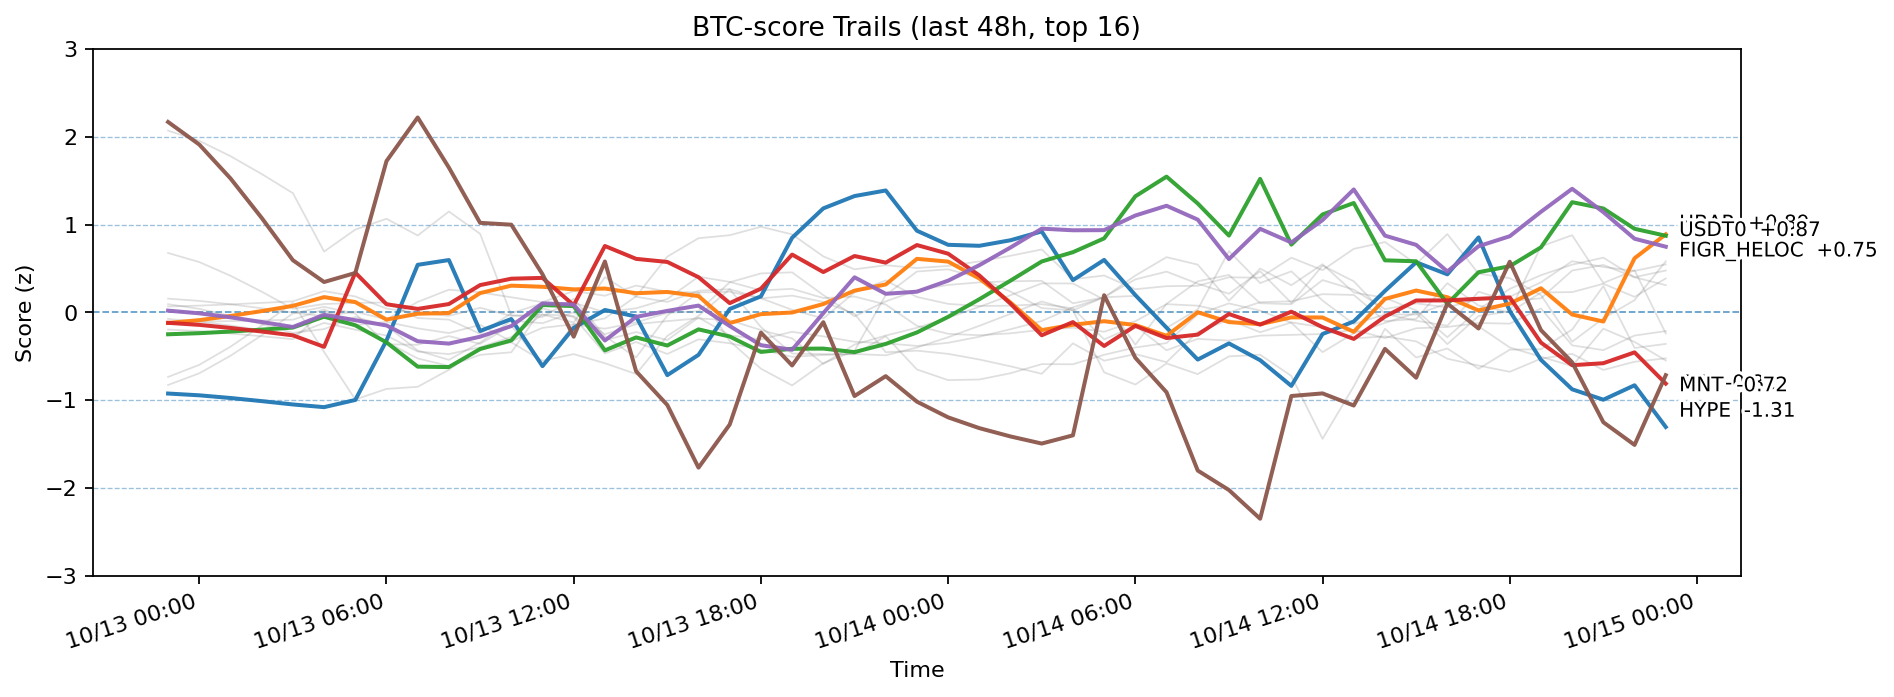 BTC-score Trails (last 48h, top 16)
Score (z)
3
2
1
0
−1
−2
−3
USDT0 +0.87
FIGR_HELOC +0.75
MNT -0.72
HYPE -1.31
10/13 00:00
10/13 06:00
10/13 12:00
10/13 18:00
10/14 00:00
10/14 06:00
10/14 12:00
10/14 18:00
10/15 00:00
Time